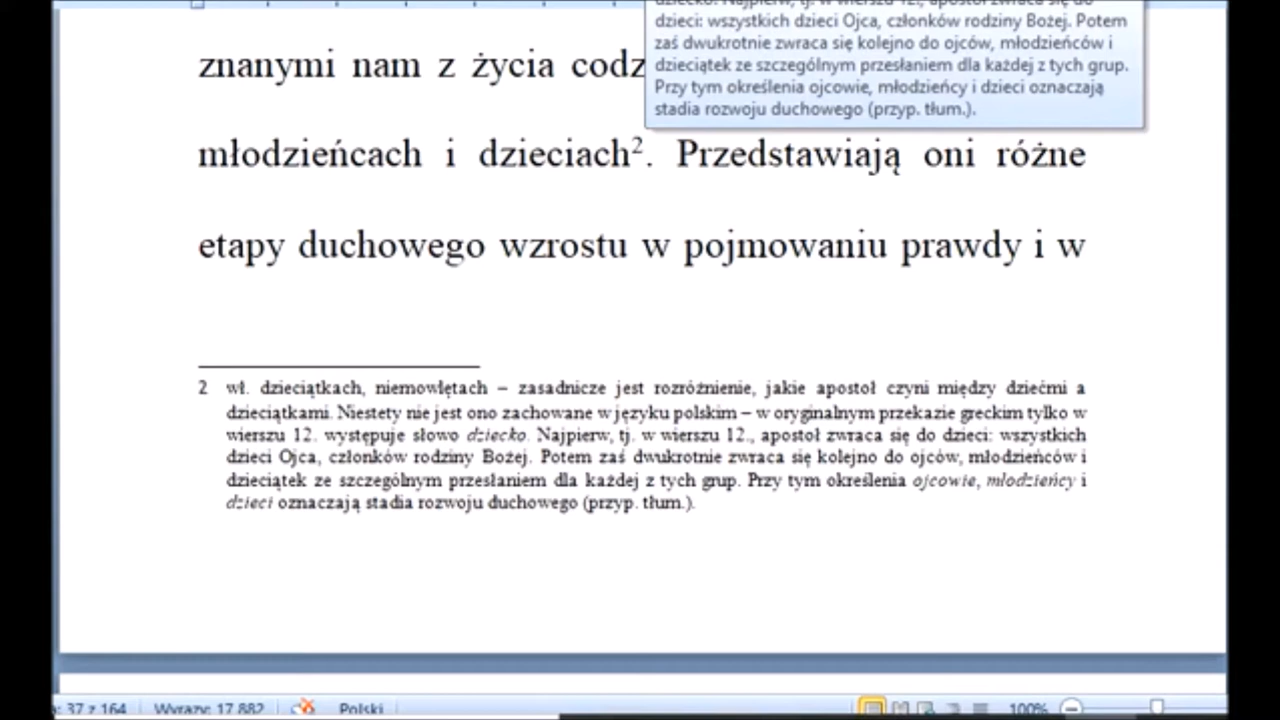 dziecko. Najpierw, tj. w wierszu 12., apostoł zwraca się do
dzieci: wszystkich dzieci Ojca, członków rodziny Bożej. Potem
zaś dwukrotnie zwraca się kolejno do ojców, młodzieńców i
dzieciątek ze szczególnym przesłaniem dla każdej z tych grup.
Przy tym określenia ojcowie, młodzieńcy i dzieci oznaczają
stadia rozwoju duchowego (przyp. tłum.).
znanymi nam z życia codz
młodzieńcach i dzieciach². Przedstawiają oni różne
etapy duchowego wzrostu w pojmowaniu prawdy i w
2 wł. dzieciątkach, niemowlętach – zasadnicze jest rozróżnienie, jakie apostoł czyni między dziećmi a
dzieciątkami. Niestety nie jest ono zachowane w języku polskim – w oryginalnym przekazie greckim tylko w
wierszu 12. występuje słowo dziecko. Najpierw, tj. w wierszu 12., apostoł zwraca się do dzieci: wszystkich
dzieci Ojca, członków rodziny Bożej. Potem zaś dwukrotnie zwraca się kolejno do ojców, młodzieńców i
dzieciątek ze szczególnym przesłaniem dla każdej z tych grup. Przy tym określenia ojcowie, młodzieńcy i
dzieci oznaczają stadia rozwoju duchowego (przyp. tłum.).
: 37 z 164 Wyrazy: 17 882 Polski 100%